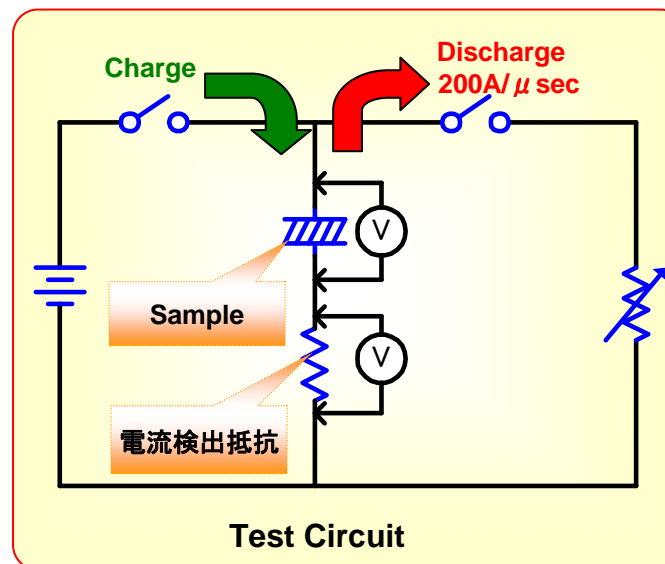 Charge
Discharge
200A/μsec
V
Sample
V
電流検出抵抗
Test Circuit